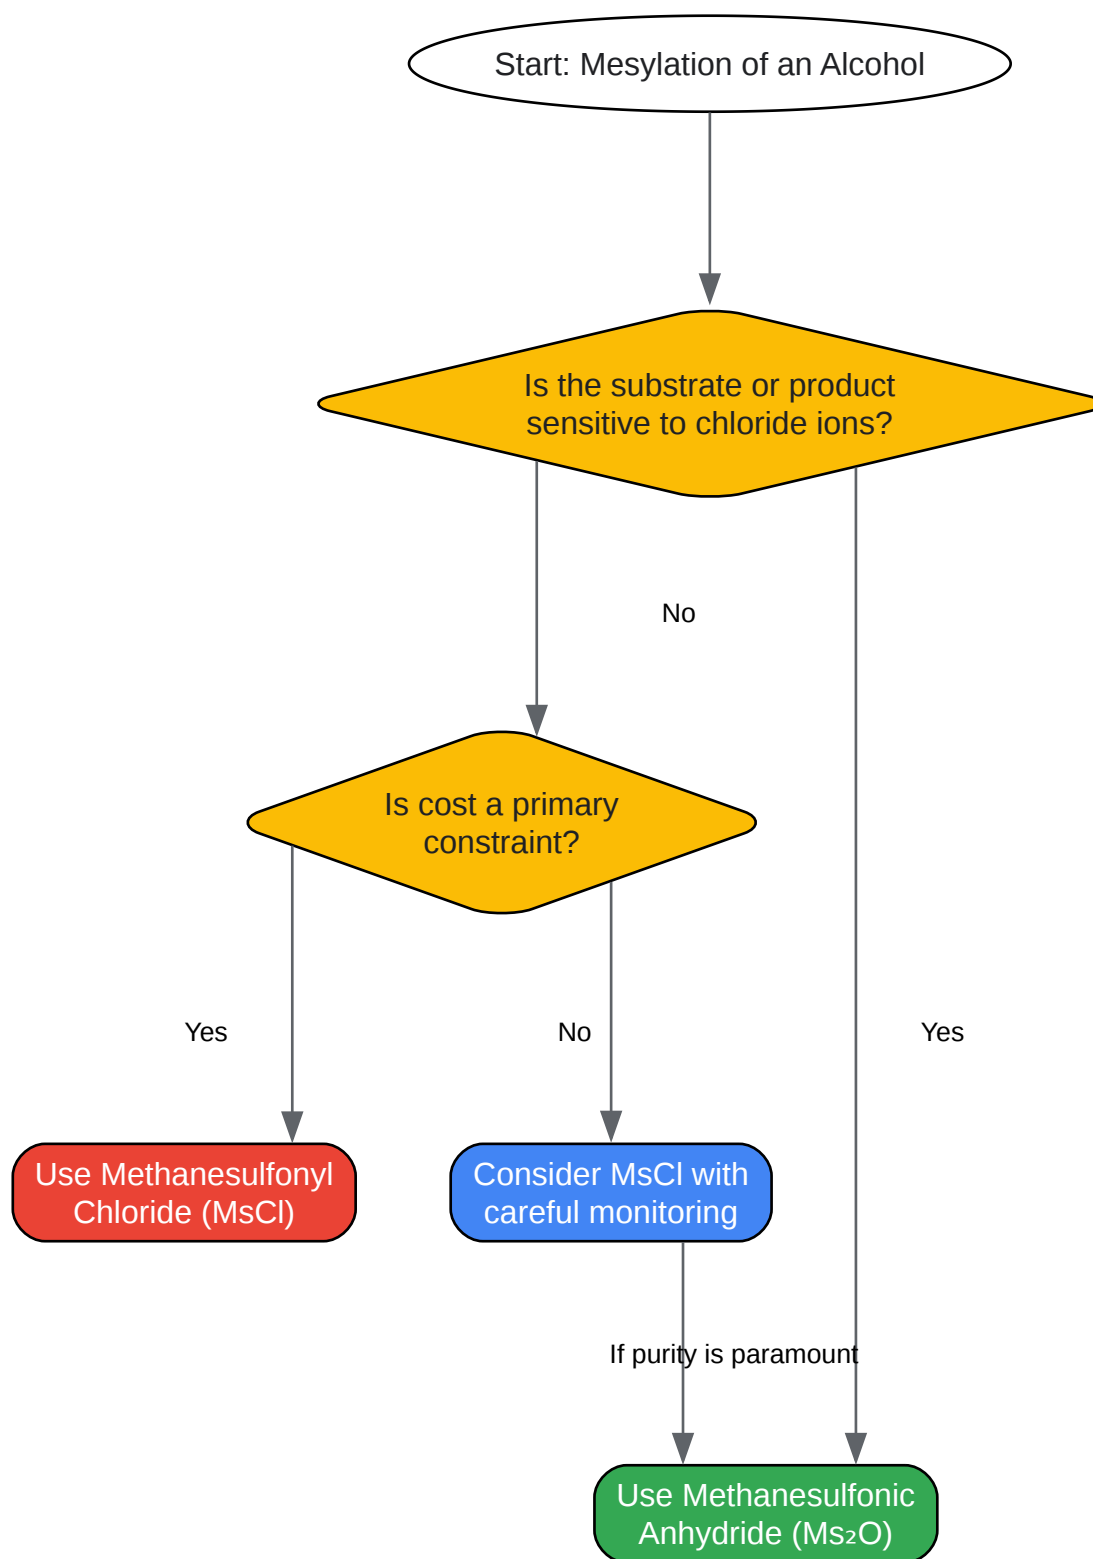 Start: Mesylation of an Alcohol
Is the substrate or product
sensitive to chloride ions?
No
Is cost a primary
constraint?
Yes
No
Yes
Use Methanesulfonyl
Chloride (MsCl)
Consider MsCl with
careful monitoring
If purity is paramount
Use Methanesulfonic
Anhydride (Ms₂O)